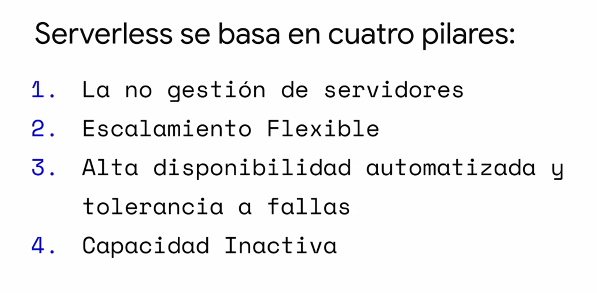 Serverless se basa en cuatro pilares:
1. La no gestión de servidores
2. Escalamiento Flexible
3. Alta disponibilidad automatizada y
tolerancia a fallas
4. Capacidad Inactiva